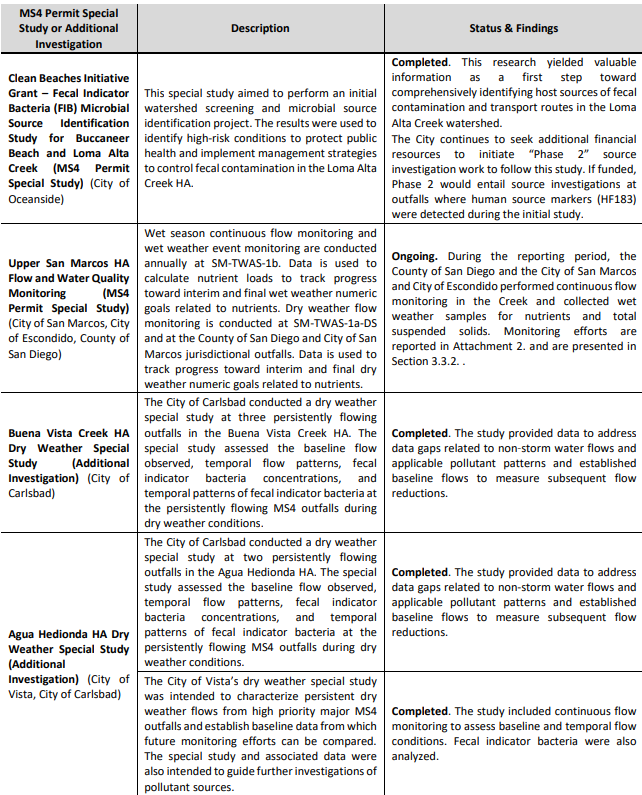 MS4 Permit Special
Study or Additional
Investigation
Description
Status & Findings
Clean Beaches Initiative
Grant – Fecal Indicator
Bacteria (FIB) Microbial
Source Identification
Study for Buccaneer
Beach and Loma Alta
Creek (MS4 Permit
Special Study) (City of
Oceanside)
This special study aimed to perform an initial
watershed screening and microbial source
identification project. The results were used to
identify high-risk conditions to protect public
health and implement management strategies
to control fecal contamination in the Loma Alta
Creek HA.
Completed. This research yielded valuable
information as a first step toward
comprehensively identifying host sources of fecal
contamination and transport routes in the Loma
Alta Creek watershed.
The City continues to seek additional financial
resources to initiate “Phase 2” source
investigation work to follow this study. If funded,
Phase 2 would entail source investigations at
outfalls where human source markers (HF183)
were detected during the initial study.
Upper San Marcos HA
Flow and Water Quality
Monitoring (MS4
Permit Special Study)
(City of San Marcos, City
of Escondido, County of
San Diego)
Wet season continuous flow monitoring and
wet weather event monitoring are conducted
annually at SM-TWAS-1b. Data is used to
calculate nutrient loads to track progress
toward interim and final wet weather numeric
goals related to nutrients. Dry weather flow
monitoring is conducted at SM-TWAS-1a-DS
and at the County of San Diego and City of San
Marcos jurisdictional outfalls. Data is used to
track progress toward interim and final dry
weather numeric goals related to nutrients.
Ongoing. During the reporting period, the
County of San Diego and the City of San Marcos
and City of Escondido performed continuous flow
monitoring in the Creek and collected wet
weather samples for nutrients and total
suspended solids. Monitoring efforts are
reported in Attachment 2. and are presented in
Section 3.3.2. .
Buena Vista Creek HA
Dry Weather Special
Study (Additional
Investigation) (City of
Carlsbad)
The City of Carlsbad conducted a dry weather
special study at three persistently flowing
outfalls in the Buena Vista Creek HA. The
special study assessed the baseline flow
observed, temporal flow patterns, fecal
indicator bacteria concentrations, and
temporal patterns of fecal indicator bacteria at
the persistently flowing MS4 outfalls during
dry weather conditions.
Completed. The study provided data to address
data gaps related to non-storm water flows and
applicable pollutant patterns and established
baseline flows to measure subsequent flow
reductions.
Agua Hedionda HA Dry
Weather Special Study
(Additional
Investigation) (City of
Vista, City of Carlsbad)
The City of Carlsbad conducted a dry weather
special study at two persistently flowing
outfalls in the Agua Hedionda HA. The special
study assessed the baseline flow observed,
temporal flow patterns, fecal indicator
bacteria concentrations, and temporal
patterns of fecal indicator bacteria at the
persistently flowing MS4 outfalls during dry
weather conditions.
Completed. The study provided data to address
data gaps related to non-storm water flows and
applicable pollutant patterns and established
baseline flows to measure subsequent flow
reductions.
The City of Vista’s dry weather special study
was intended to characterize persistent dry
weather flows from high priority major MS4
outfalls and establish baseline data from which
future monitoring efforts can be compared.
The special study and associated data were
also intended to guide further investigations of
pollutant sources.
Completed. The study included continuous flow
monitoring to assess baseline and temporal flow
conditions. Fecal indicator bacteria were also
analyzed.